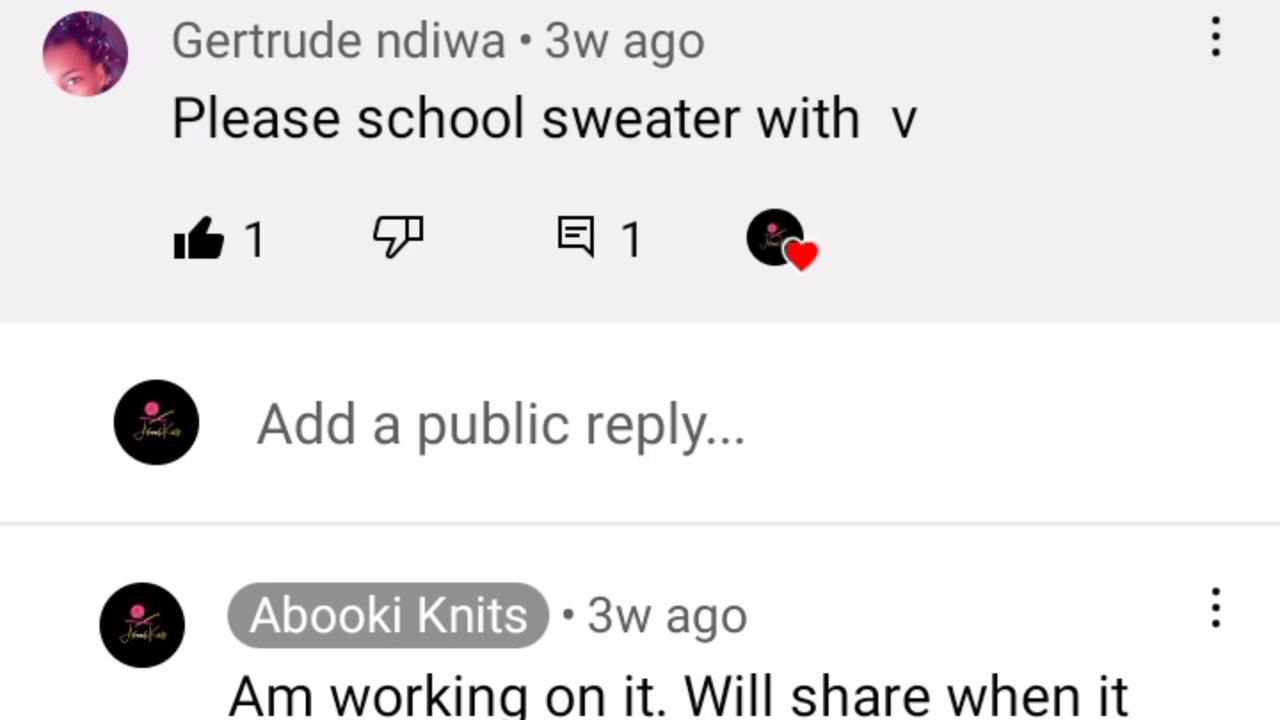 Gertrude ndiwa • 3w ago
Please school sweater with v
1 1
Add a public reply...
Abooki Knits • 3w ago
Am working on it. Will share when it